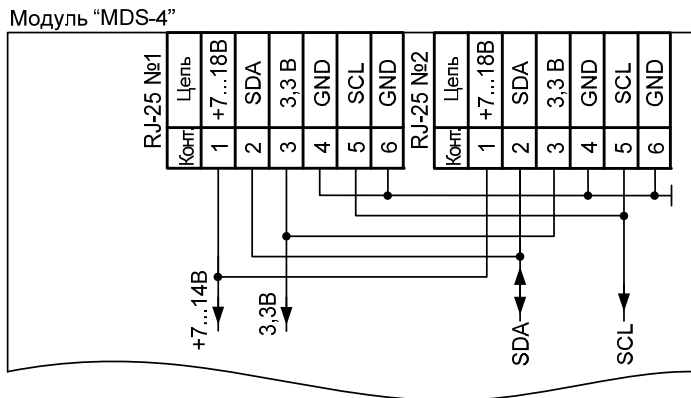 Модуль “MDS-4”
RJ-25 №1
Цепь
+7...18В
SDA
3,3 В
GND
SCL
GND
Конт.
1
2
3
4
5
6
RJ-25 №2
Цепь
+7...18В
SDA
3,3 В
GND
SCL
GND
Конт.
1
2
3
4
5
6
+7...14В
3,3В
SDA
SCL